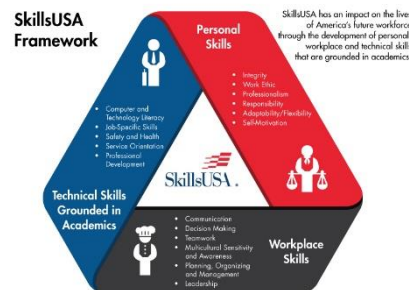 SkillsUSA
Framework
SkillsUSA has an impact on the lives
of America's future workforce
through the development of personal,
workplace and technical skills
that are grounded in academics.
Personal
Skills
• Integrity
• Work Ethic
• Professionalism
• Responsibility
• Adaptability/Flexibility
• Self-Motivation
• Computer and
Technology Literacy
• Job-Specific Skills
• Safety and Health
• Service Orientation
• Professional
Development
Technical Skills
Grounded in
Academics
SkillsUSA
• Communication
• Decision Making
• Teamwork
• Multicultural Sensitivity
and Awareness
• Planning, Organizing
and Management
• Leadership
Workplace
Skills